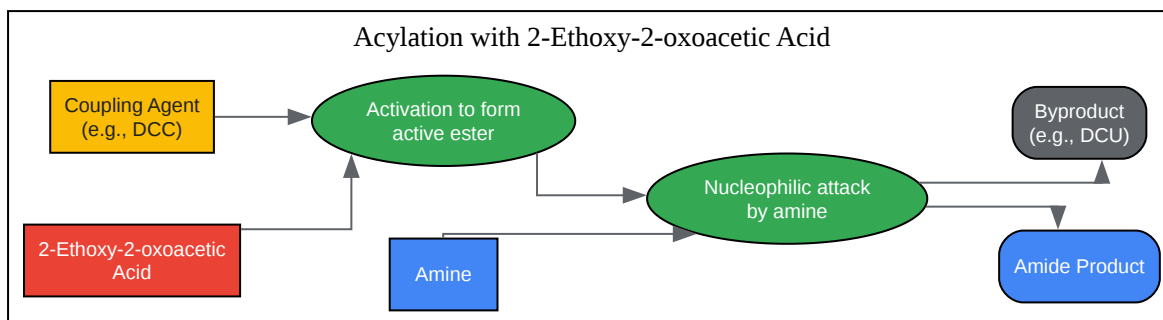 Acylation with 2-Ethoxy-2-oxoacetic Acid
Coupling Agent
(e.g., DCC)
Activation to form
active ester
Byproduct
(e.g., DCU)
Nucleophilic attack
by amine
2-Ethoxy-2-oxoacetic
Acid
Amine
Amide Product